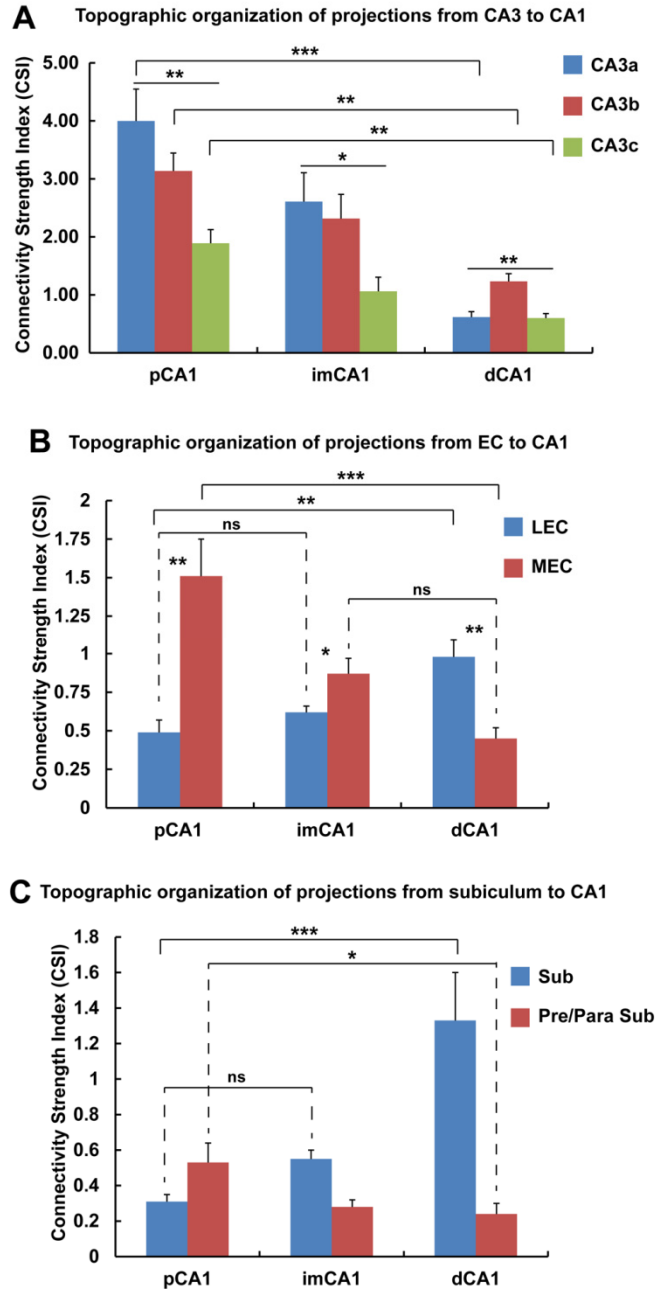 A Topographic organization of projections from CA3 to CA1
Connectivity Strength Index (CSI)
5.00
4.00
3.00
2.00
1.00
0.00
***
**
**
**
*
**
CA3a
CA3b
CA3c
pCA1 imCA1 dCA1
B Topographic organization of projections from EC to CA1
Connectivity Strength Index (CSI)
2
1.75
1.5
1.25
1
0.75
0.5
0.25
0
***
**
ns
**
ns
*
**
LEC
MEC
pCA1 imCA1 dCA1
C Topographic organization of projections from subiculum to CA1
Connectivity Strength Index (CSI)
1.8
1.6
1.4
1.2
1
0.8
0.6
0.4
0.2
0
***
*
ns
Sub
Pre/Para Sub
pCA1 imCA1 dCA1